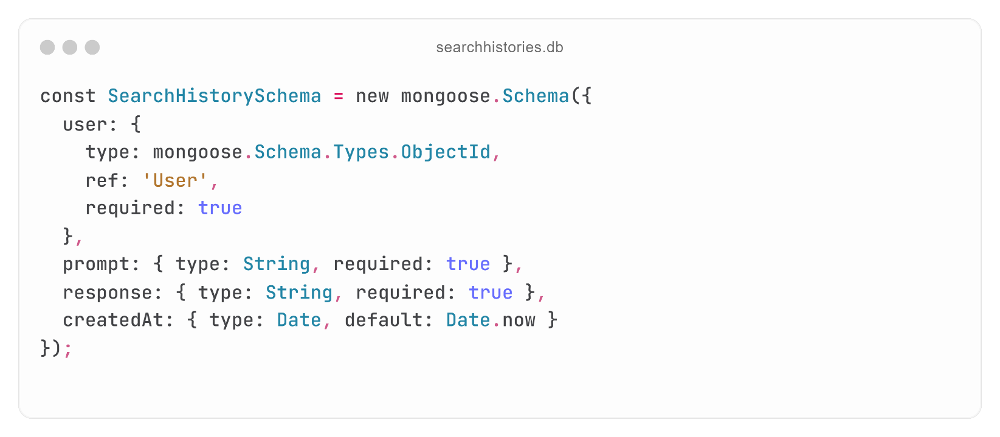 searchhistories.db
const SearchHistorySchema = new mongoose.Schema({
  user: {
    type: mongoose.Schema.Types.ObjectId,
    ref: 'User',
    required: true
  },
  prompt: { type: String, required: true },
  response: { type: String, required: true },
  createdAt: { type: Date, default: Date.now }
});